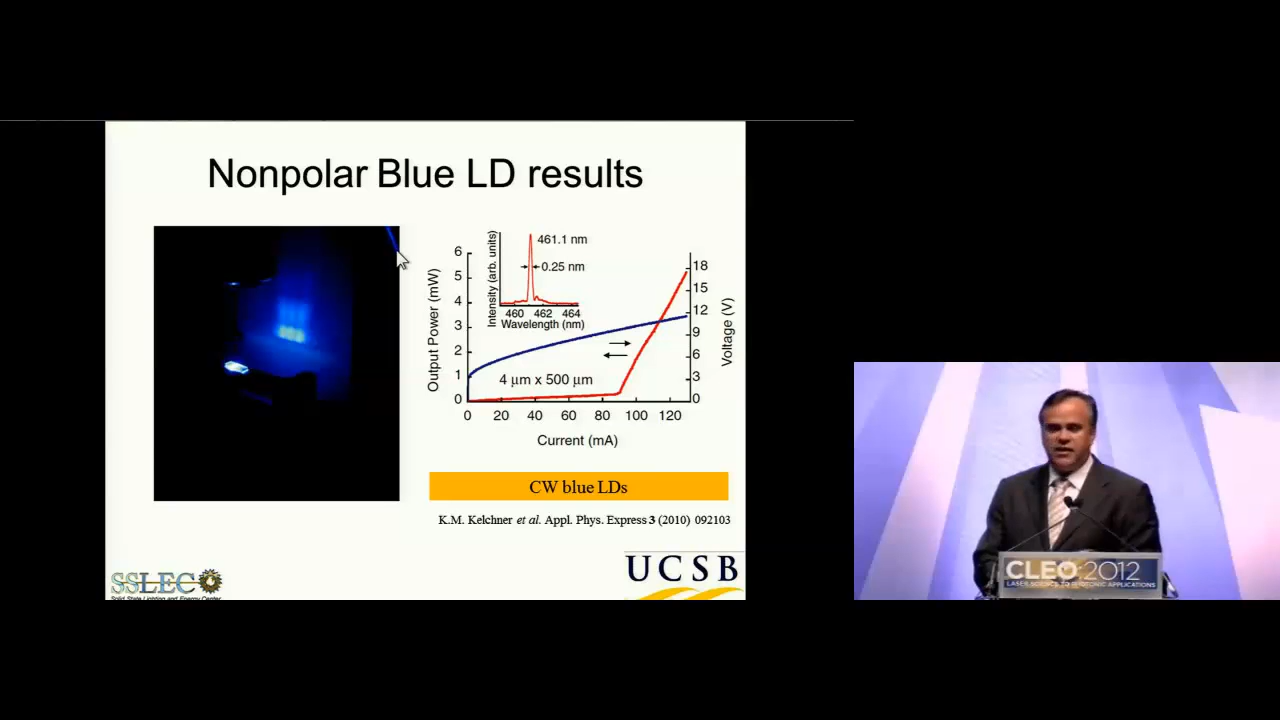 Nonpolar Blue LD results
Intensity (arb. units)
461.1 nm
0.25 nm
460 462 464
Wavelength (nm)
Output Power (mW)
6
5
4
3
2
1
0
18
15
12
9
6
3
0
Voltage (V)
4 μm x 500 μm
0 20 40 60 80 100 120
Current (mA)
CW blue LDs
K.M. Kelchner et al. Appl. Phys. Express 3 (2010) 092103
SSLEC
Solid State Lighting and Energy Center
UCSB
CLEO:2012
LASER SCIENCE TO PHOTONIC APPLICATIONS